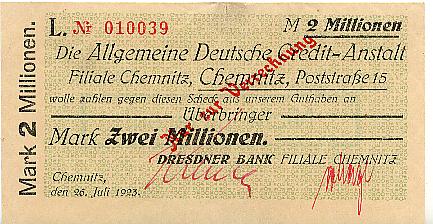 Mark 2 Millionen.
L. № 010039 M 2 Millionen
Die Allgemeine Deutsche Credit-Anstalt
Filiale Chemnitz, Chemnitz, Poststraße 15
wolle zahlen gegen diesen Scheck aus unserem Guthaben an
Überbringer
Nur zur Verrechnung
Mark Zwei Millionen.
DRESDNER BANK FILIALE CHEMNITZ
Chemnitz,
den 26. Juli 1923.